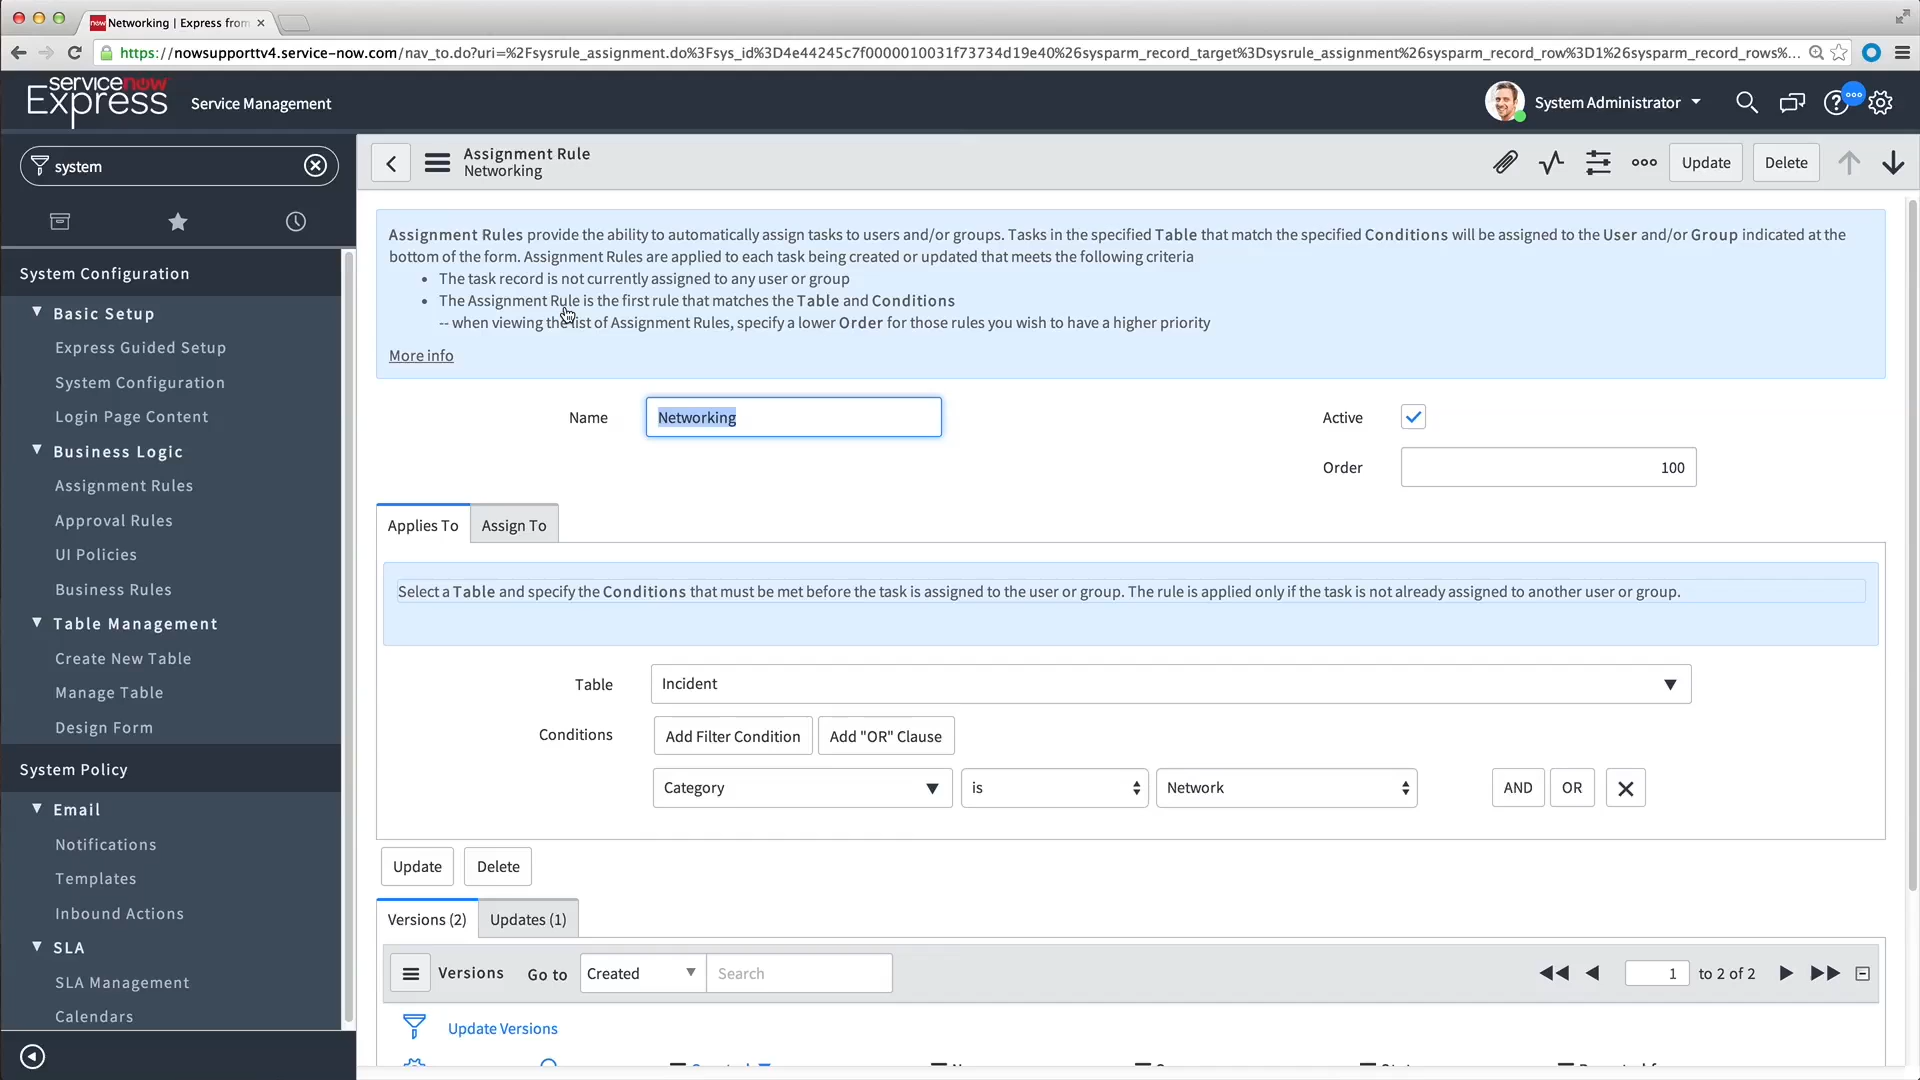 Networking | Express from
https://nowsupporttv4.service-now.com/nav_to.do?uri=%2Fsysrule_assignment.do%3Fsys_id%3D4e44245c7f0000010031f73734d19e40%26sysparm_record_target%3Dsysrule_assignment%26sysparm_record_row%3D1%26sysparm_record_rows%...
servicenow
Express
Service Management
System Administrator
system
Assignment Rule
Networking
Update
Delete
System Configuration
Basic Setup
Express Guided Setup
System Configuration
Login Page Content
Business Logic
Assignment Rules
Approval Rules
UI Policies
Business Rules
Table Management
Create New Table
Manage Table
Design Form
System Policy
Email
Notifications
Templates
Inbound Actions
SLA
SLA Management
Calendars
Assignment Rules provide the ability to automatically assign tasks to users and/or groups. Tasks in the specified Table that match the specified Conditions will be assigned to the User and/or Group indicated at the
bottom of the form. Assignment Rules are applied to each task being created or updated that meets the following criteria
• The task record is not currently assigned to any user or group
• The Assignment Rule is the first rule that matches the Table and Conditions
-- when viewing the list of Assignment Rules, specify a lower Order for those rules you wish to have a higher priority
More info
Name
Networking
Active
Order
100
Applies To
Assign To
Select a Table and specify the Conditions that must be met before the task is assigned to the user or group. The rule is applied only if the task is not already assigned to another user or group.
Table
Incident
Conditions
Add Filter Condition
Add "OR" Clause
Category
is
Network
AND
OR
Update
Delete
Versions (2)
Updates (1)
Versions
Go to
Created
Search
1
to 2 of 2
Update Versions